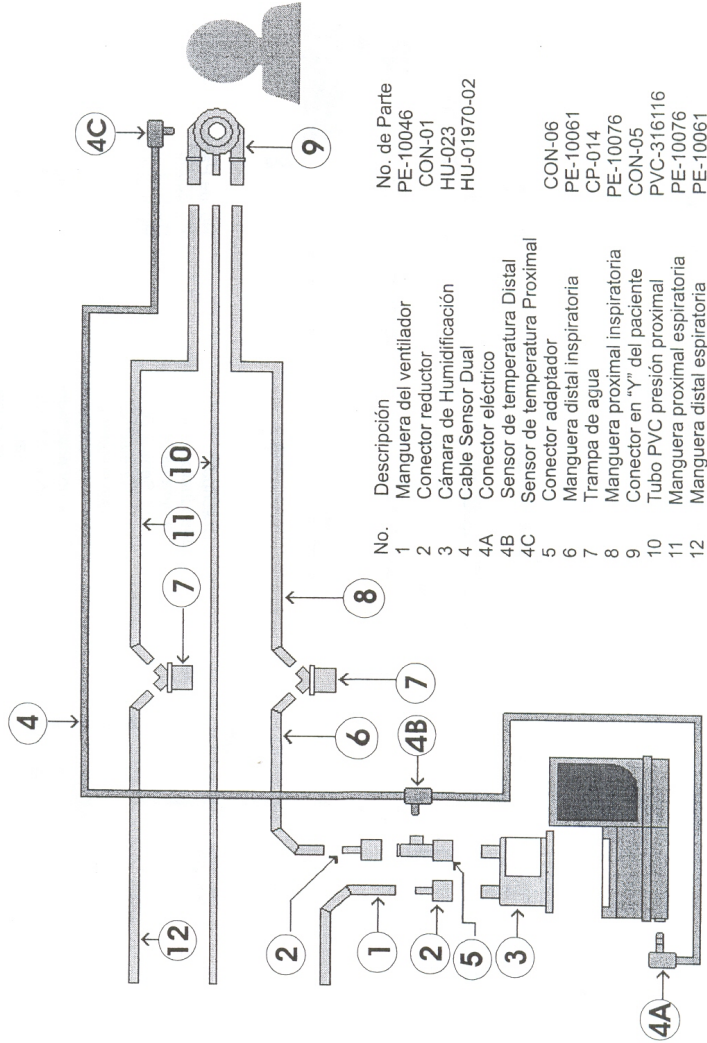 4
4C
12
7
11
10
2
9
6
8
1
4B
7
2
5
3
4A
No. Descripción No. de Parte
1 Manguera del ventilador PE-10046
2 Conector reductor CON-01
3 Cámara de Humidificación HU-023
4 Cable Sensor Dual HU-01970-02
4A Conector eléctrico
4B Sensor de temperatura Distal
4C Sensor de temperatura Proximal
5 Conector adaptador CON-06
6 Manguera distal inspiratoria PE-10061
7 Trampa de agua CP-014
8 Manguera proximal inspiratoria PE-10076
9 Conector en "Y" del paciente CON-05
10 Tubo PVC presión proximal PVC-316116
11 Manguera proximal espiratoria PE-10076
12 Manguera distal espiratoria PE-10061